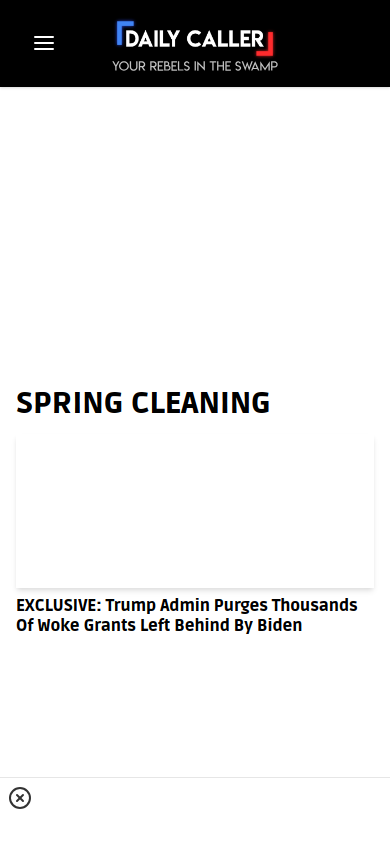 DAILY CALLER
YOUR REBELS IN THE SWAMP
SPRING CLEANING
EXCLUSIVE: Trump Admin Purges Thousands
Of Woke Grants Left Behind By Biden